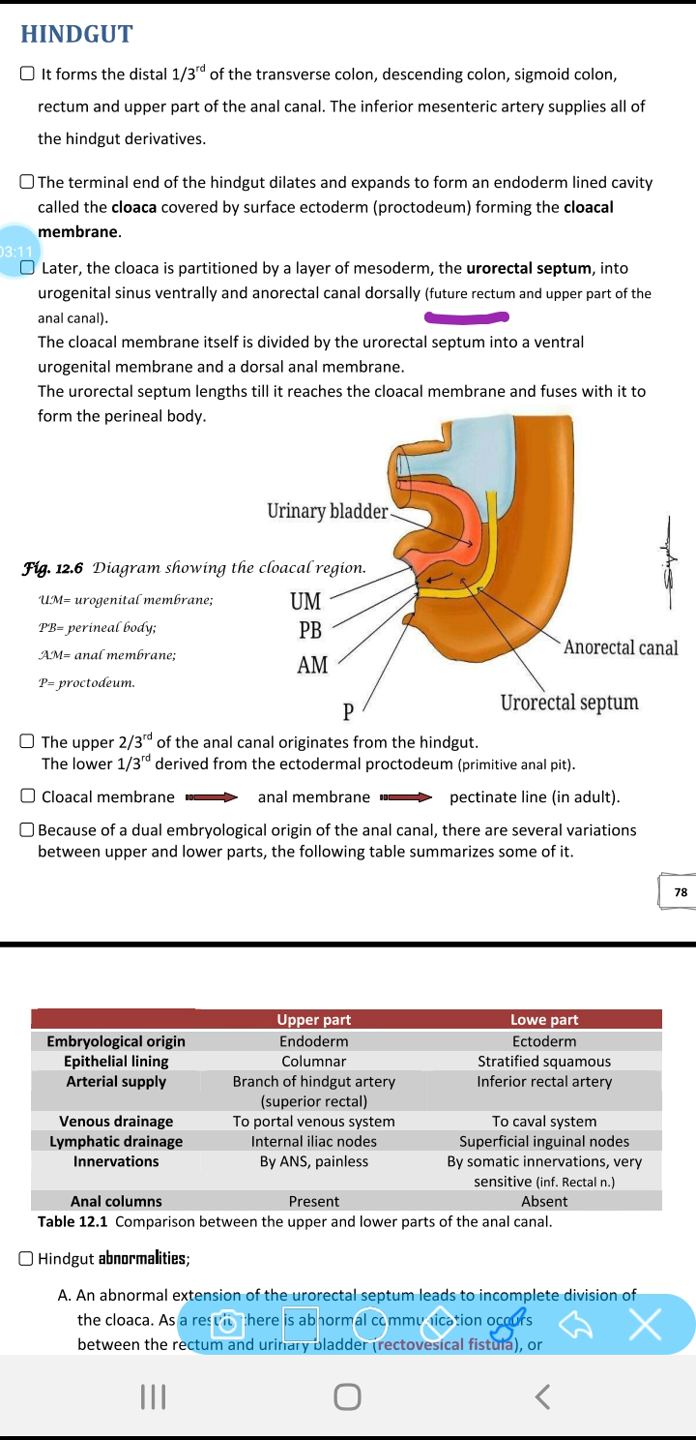 HINDGUT
It forms the distal 1/3rd of the transverse colon, descending colon, sigmoid colon,
rectum and upper part of the anal canal. The inferior mesenteric artery supplies all of
the hindgut derivatives.
The terminal end of the hindgut dilates and expands to form an endoderm lined cavity
called the cloaca covered by surface ectoderm (proctodeum) forming the cloacal
membrane.
03:11
Later, the cloaca is partitioned by a layer of mesoderm, the urorectal septum, into
urogenital sinus ventrally and anorectal canal dorsally (future rectum and upper part of the
anal canal).
The cloacal membrane itself is divided by the urorectal septum into a ventral
urogenital membrane and a dorsal anal membrane.
The urorectal septum lengths till it reaches the cloacal membrane and fuses with it to
form the perineal body.
Urinary bladder
Fig. 12.6 Diagram showing the cloacal region.
UM= urogenital membrane;
PB= perineal body;
AM= anal membrane;
P= proctodeum.
UM
PB
AM
P
Anorectal canal
Urorectal septum
The upper 2/3rd of the anal canal originates from the hindgut.
The lower 1/3rd derived from the ectodermal proctodeum (primitive anal pit).
Cloacal membrane anal membrane pectinate line (in adult).
Because of a dual embryological origin of the anal canal, there are several variations
between upper and lower parts, the following table summarizes some of it.
78
Upper part Lowe part
Embryological origin Endoderm Ectoderm
Epithelial lining Columnar Stratified squamous
Arterial supply Branch of hindgut artery Inferior rectal artery
(superior rectal)
Venous drainage To portal venous system To caval system
Lymphatic drainage Internal iliac nodes Superficial inguinal nodes
Innervations By ANS, painless By somatic innervations, very
sensitive (inf. Rectal n.)
Anal columns Present Absent
Table 12.1 Comparison between the upper and lower parts of the anal canal.
Hindgut abnormalities;
A. An abnormal extension of the urorectal septum leads to incomplete division of
the cloaca. As a result, there is abnormal communication occurs
between the rectum and urinary bladder (rectovesical fistula), or